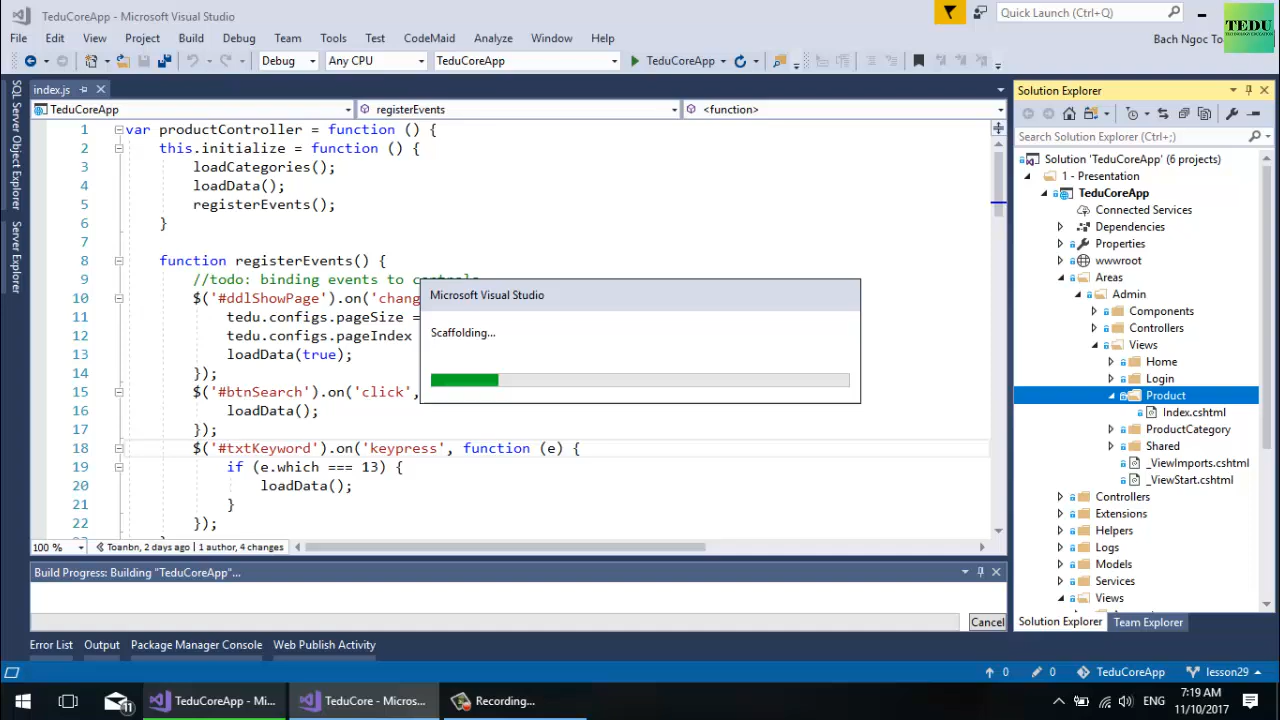 TeduCoreApp - Microsoft Visual Studio
Quick Launch (Ctrl+Q)
TEDU
TECHNOLOGY EDUCATION
File Edit View Project Build Debug Team Tools Test CodeMaid Analyze Window Help
Bach Ngoc To
Debug Any CPU TeduCoreApp TeduCoreApp
index.js
TeduCoreApp registerEvents <function>
1 var productController = function () {
2 this.initialize = function () {
3 loadCategories();
4 loadData();
5 registerEvents();
6 }
7
8 function registerEvents() {
9 //todo: binding events to controls
10 $('#ddlShowPage').on('chang
11 tedu.configs.pageSize =
12 tedu.configs.pageIndex
13 loadData(true);
14 });
15 $('#btnSearch').on('click',
16 loadData();
17 });
18 $('#txtKeyword').on('keypress', function (e) {
19 if (e.which === 13) {
20 loadData();
21 }
22 });
100 % Toanbn, 2 days ago | 1 author, 4 changes
Microsoft Visual Studio
Scaffolding...
Build Progress: Building "TeduCoreApp"...
Cancel
Error List Output Package Manager Console Web Publish Activity
SQL Server Object Explorer
Server Explorer
Solution Explorer
Search Solution Explorer (Ctrl+;)
Solution 'TeduCoreApp' (6 projects)
1 - Presentation
TeduCoreApp
Connected Services
Dependencies
Properties
wwwroot
Areas
Admin
Components
Controllers
Views
Home
Login
Product
Index.cshtml
ProductCategory
Shared
_ViewImports.cshtml
_ViewStart.cshtml
Controllers
Extensions
Helpers
Logs
Models
Services
Views
Solution Explorer Team Explorer
0 0 TeduCoreApp lesson29
11 TeduCoreApp - Mi... TeduCore - Micros... Recording...
ENG
7:19 AM
11/10/2017